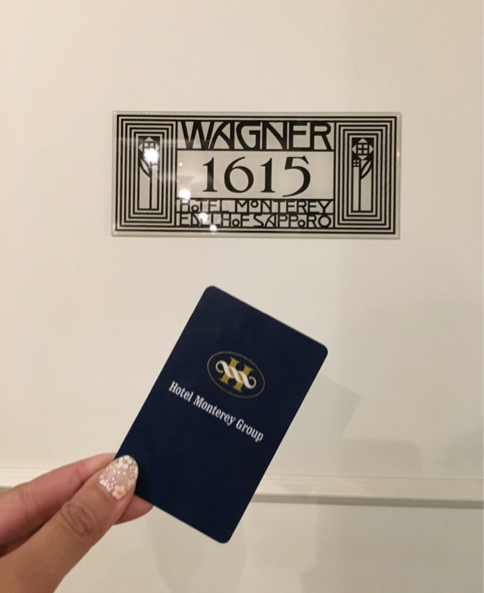 WAGNER
1615
HOTEL MONTEREY
EDELHOF SAPPORO
H
Hotel Monterey Group